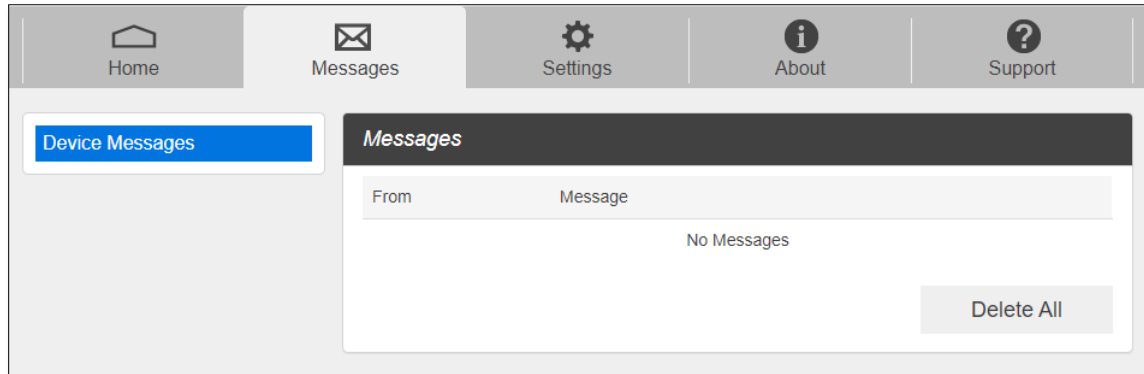 Home Messages Settings About Support
Device Messages
Messages
From Message
No Messages
Delete All